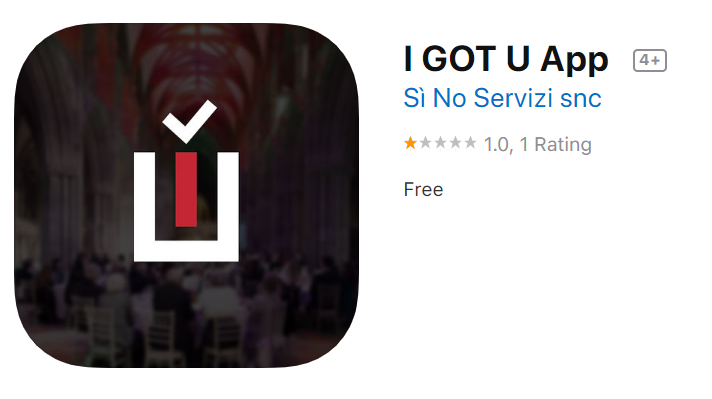 I GOT U App 4+
Sì No Servizi snc
1.0, 1 Rating
Free